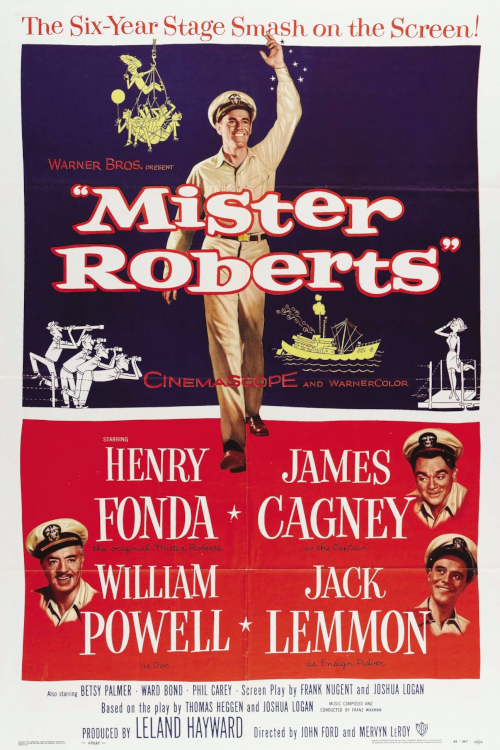 The Six-Year Stage Smash on the Screen!
WARNER BROS. PRESENT
"Mister
Roberts"
CINEMASCOPE AND WARNERCOLOR
STARRING
HENRY
FONDA
the original Mister Roberts
JAMES
CAGNEY
as the Captain
WILLIAM
POWELL
as Doc
JACK
LEMMON
as Ensign Pulver
Also starring BETSY PALMER · WARD BOND · PHIL CAREY · Screen Play by FRANK NUGENT and JOSHUA LOGAN
Based on the play by THOMAS HEGGEN and JOSHUA LOGAN
MUSIC COMPOSED AND
CONDUCTED BY FRANZ WAXMAN
PRODUCED BY LELAND HAYWARD Directed by JOHN FORD and MERVYN LeROY
WB